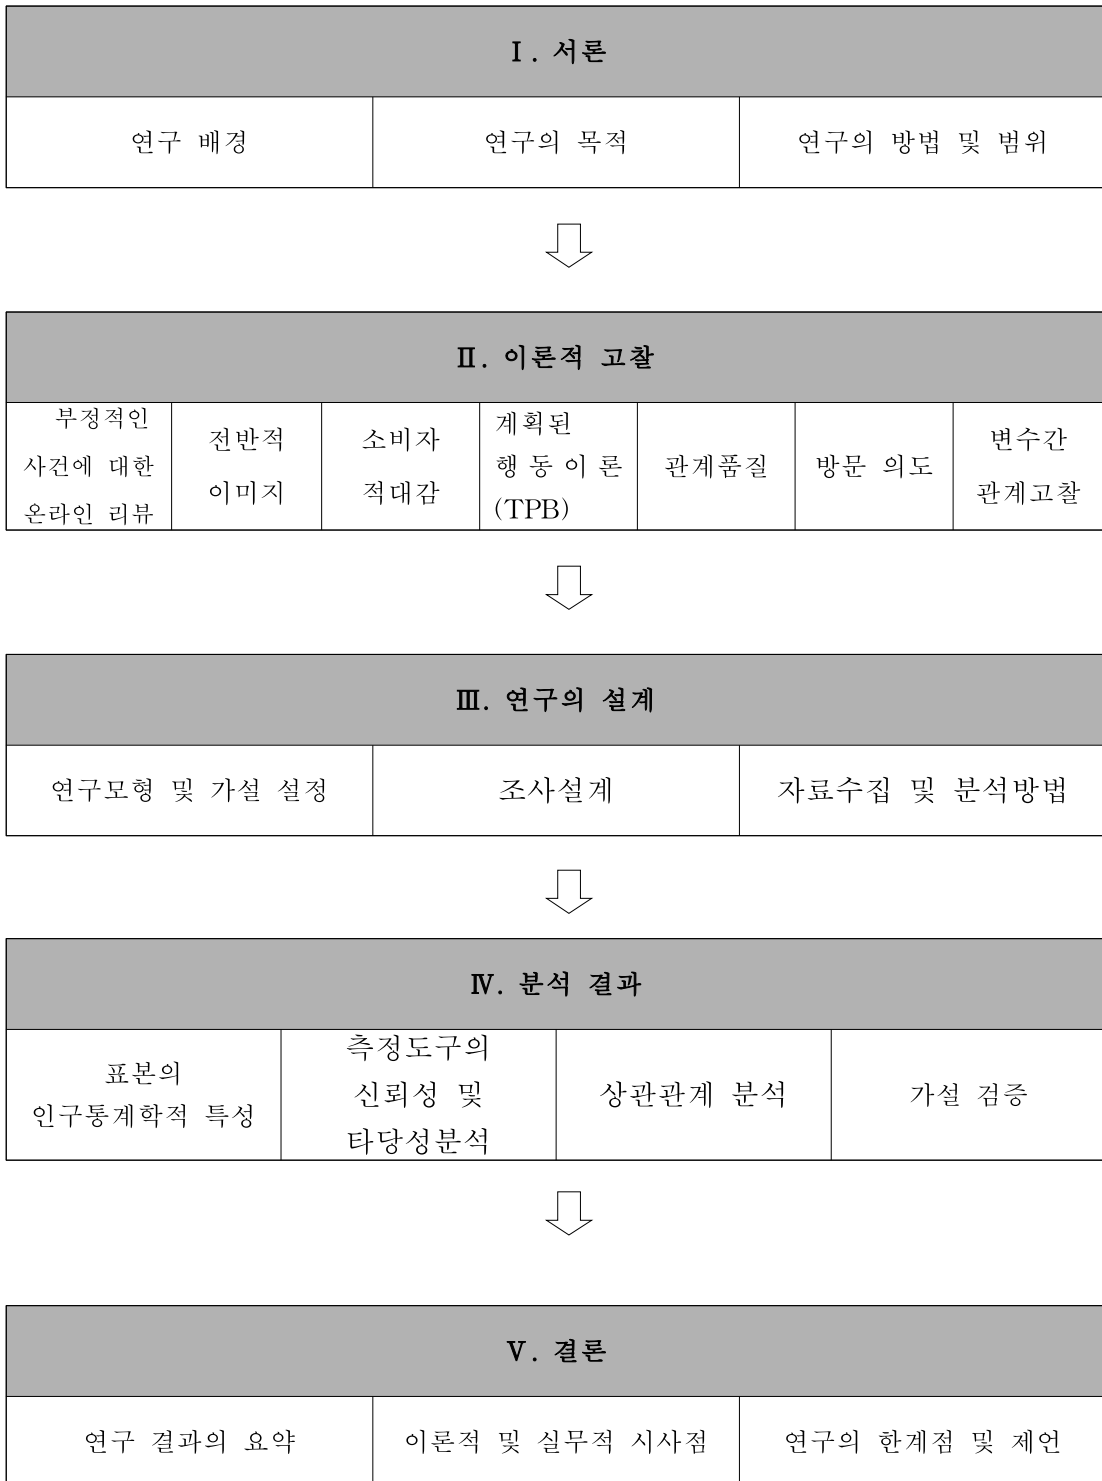 Ⅰ. 서론
연구 배경
연구의 목적
연구의 방법 및 범위
Ⅱ. 이론적 고찰
부정적인
사건에 대한
온라인 리뷰
전반적
이미지
소비자
적대감
계획된
행동이론
(TPB)
관계품질
방문 의도
변수간
관계고찰
Ⅲ. 연구의 설계
연구모형 및 가설 설정
조사설계
자료수집 및 분석방법
Ⅳ. 분석 결과
표본의
인구통계학적 특성
측정도구의
신뢰성 및
타당성분석
상관관계 분석
가설 검증
Ⅴ. 결론
연구 결과의 요약
이론적 및 실무적 시사점
연구의 한계점 및 제언